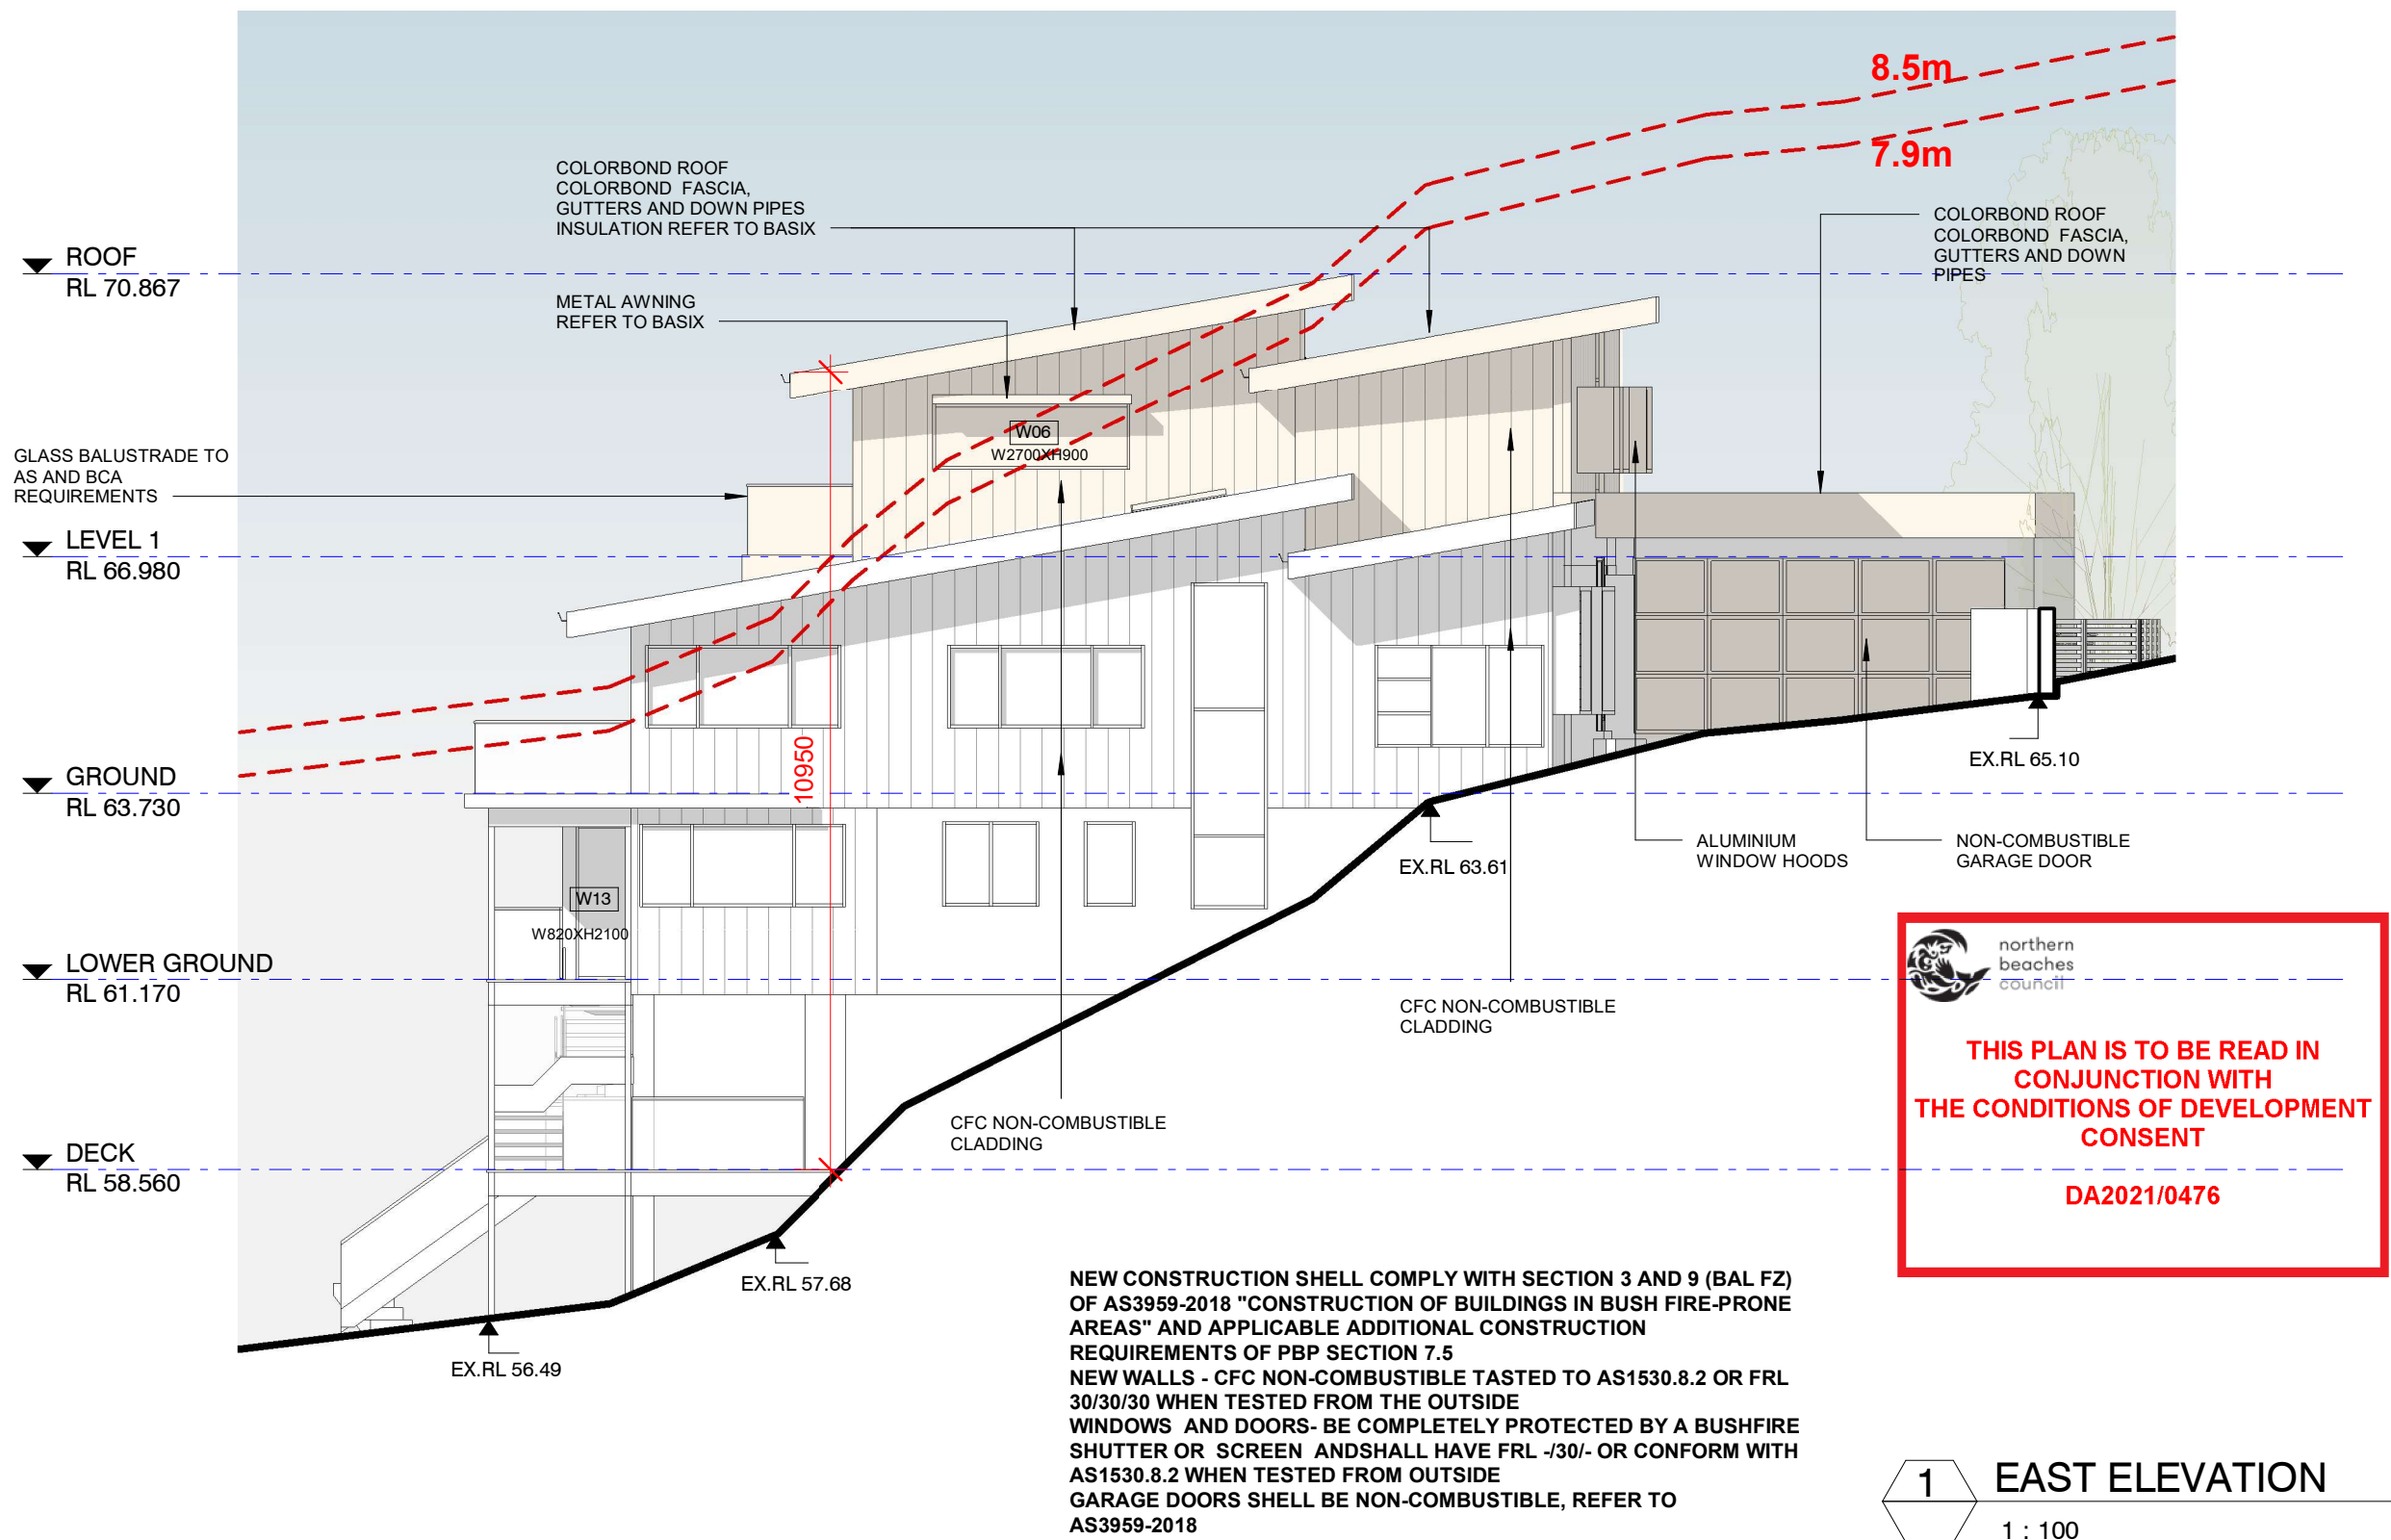 8.5m
7.9m
COLORBOND ROOF
COLORBOND FASCIA,
GUTTERS AND DOWN PIPES
INSULATION REFER TO BASIX
COLORBOND ROOF
COLORBOND FASCIA,
GUTTERS AND DOWN
PIPES
ROOF
RL 70.867
METAL AWNING
REFER TO BASIX
W06
W2700XH900
GLASS BALUSTRADE TO
AS AND BCA
REQUIREMENTS
LEVEL 1
RL 66.980
10950
GROUND
RL 63.730
EX.RL 65.10
EX.RL 63.61
ALUMINIUM
WINDOW HOODS
NON-COMBUSTIBLE
GARAGE DOOR
W13
W820XH2100
LOWER GROUND
RL 61.170
CFC NON-COMBUSTIBLE
CLADDING
CFC NON-COMBUSTIBLE
CLADDING
DECK
RL 58.560
EX.RL 57.68
EX.RL 56.49
northern
beaches
council
THIS PLAN IS TO BE READ IN
CONJUNCTION WITH
THE CONDITIONS OF DEVELOPMENT
CONSENT
DA2021/0476
NEW CONSTRUCTION SHELL COMPLY WITH SECTION 3 AND 9 (BAL FZ)
OF AS3959-2018 "CONSTRUCTION OF BUILDINGS IN BUSH FIRE-PRONE
AREAS" AND APPLICABLE ADDITIONAL CONSTRUCTION
REQUIREMENTS OF PBP SECTION 7.5
NEW WALLS - CFC NON-COMBUSTIBLE TASTED TO AS1530.8.2 OR FRL
30/30/30 WHEN TESTED FROM THE OUTSIDE
WINDOWS AND DOORS- BE COMPLETELY PROTECTED BY A BUSHFIRE
SHUTTER OR SCREEN ANDSHALL HAVE FRL -/30/- OR CONFORM WITH
AS1530.8.2 WHEN TESTED FROM OUTSIDE
GARAGE DOORS SHELL BE NON-COMBUSTIBLE, REFER TO
AS3959-2018
1
EAST ELEVATION
1 : 100